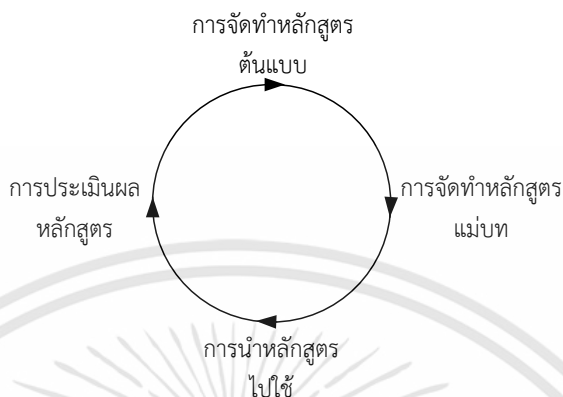 การจัดทำหลักสูตร
ต้นแบบ
การประเมินผล
หลักสูตร
การจัดทำหลักสูตร
แม่บท
การนำหลักสูตร
ไปใช้